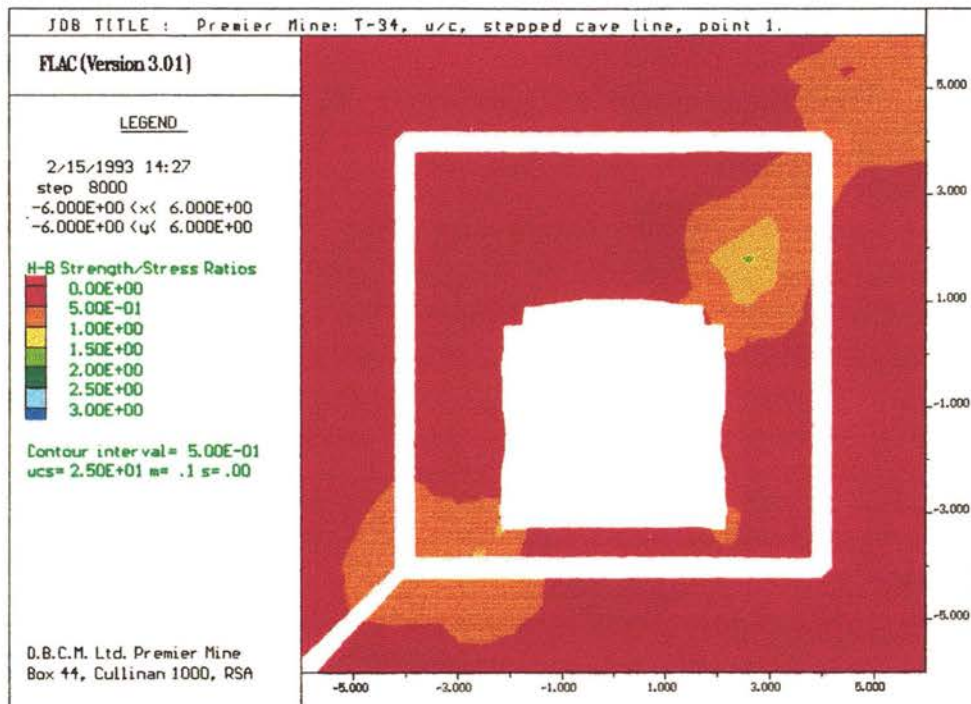 JOB TITLE : Premier Mine: T-34, u/c, stepped cave line, point 1.
FLAC (Version 3.01)
LEGEND
2/15/1993 14:27
step 8000
-6.000E+00 <x< 6.000E+00
-6.000E+00 <y< 6.000E+00
H-B Strength/Stress Ratios
0.00E+00
5.00E-01
1.00E+00
1.50E+00
2.00E+00
2.50E+00
3.00E+00
Contour interval= 5.00E-01
ucs= 2.50E+01 m= .1 s= .00
D.B.C.M. Ltd. Premier Mine
Box 44, Cullinan 1000, RSA
5.000
3.000
1.000
-1.000
-3.000
-5.000
-5.000 -3.000 -1.000 1.000 3.000 5.000